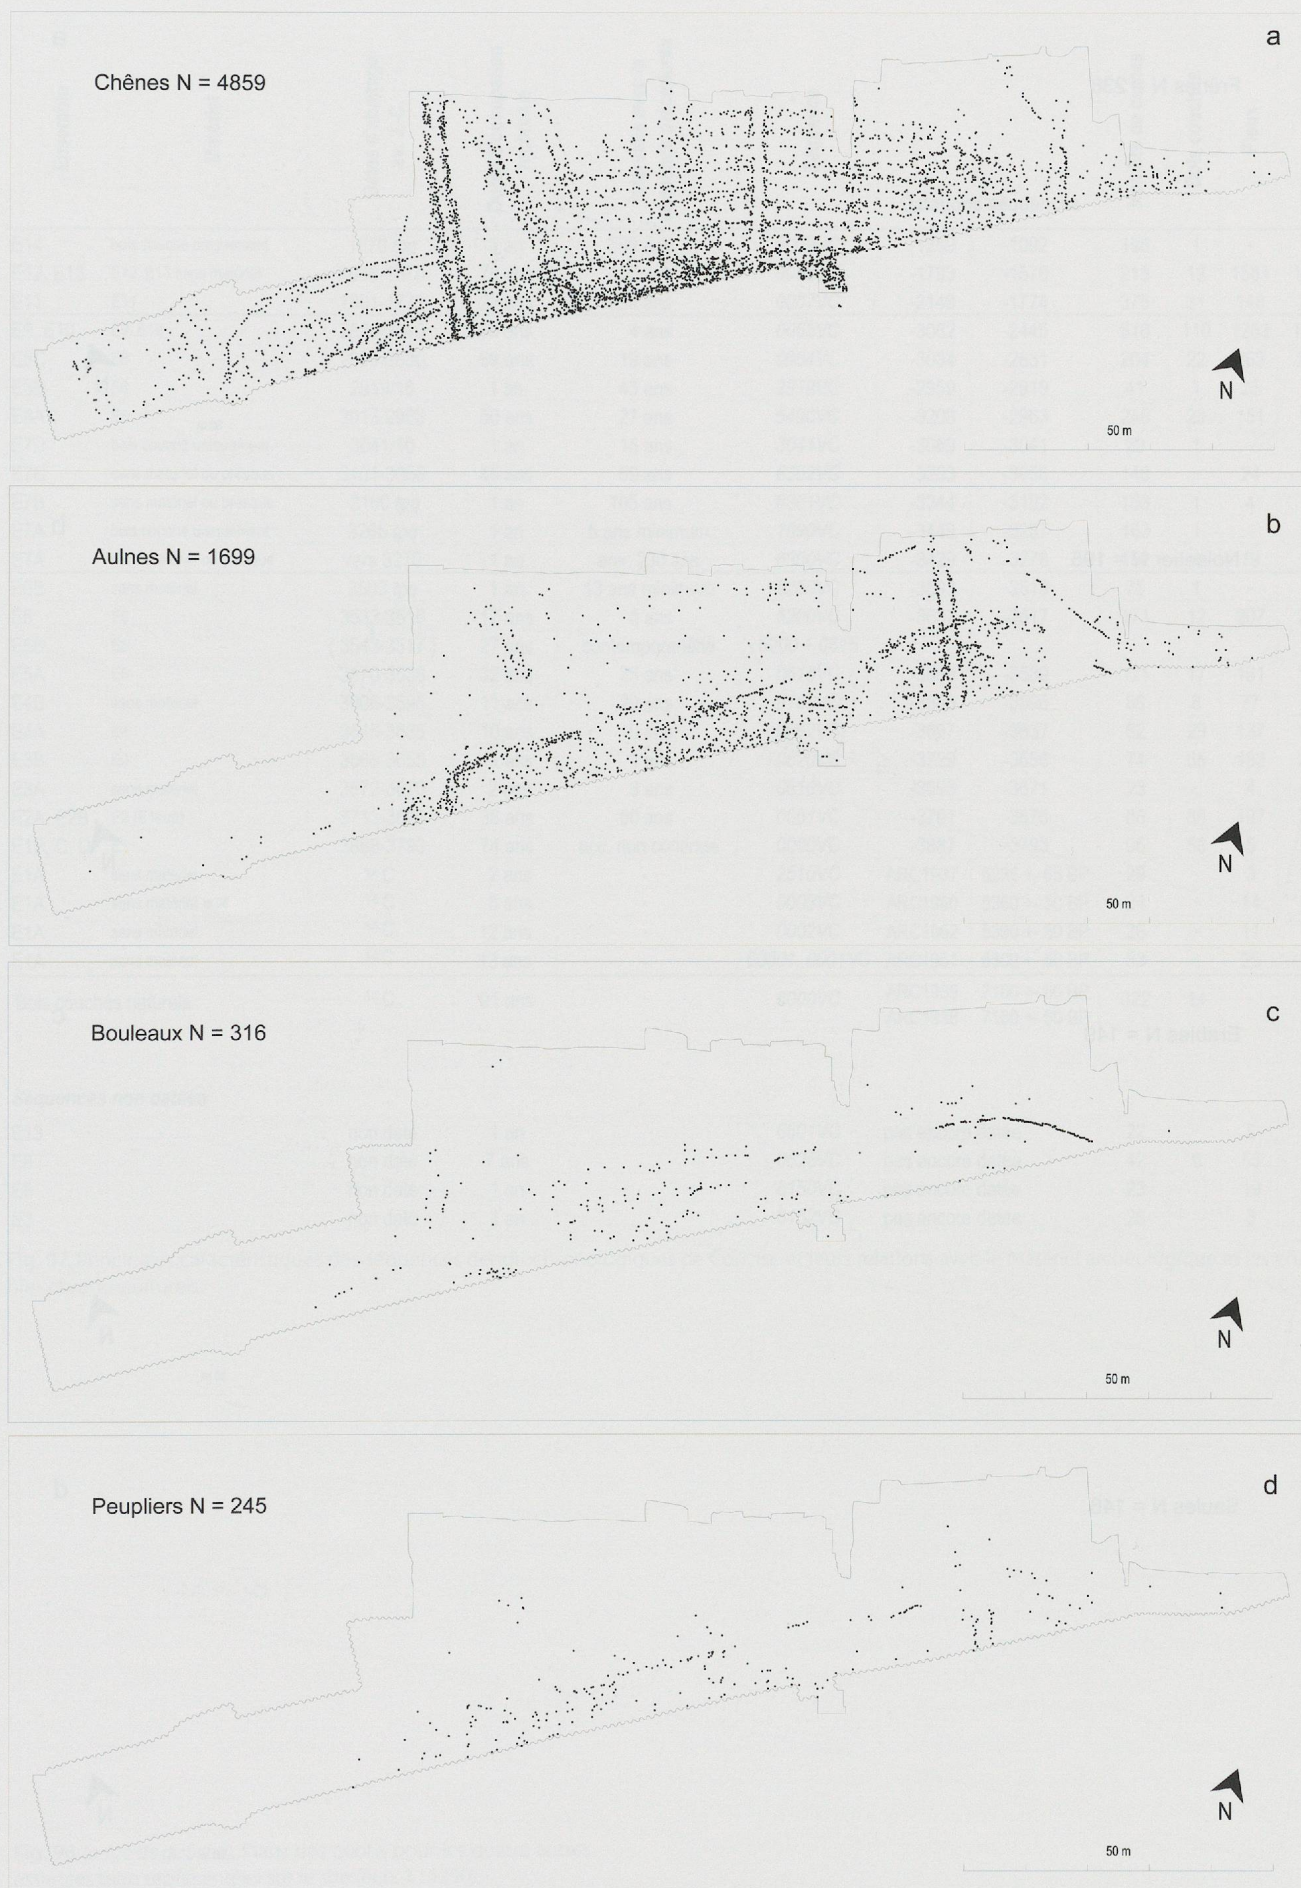 a
Chênes N = 4859
N
50 m
b
Aulnes N = 1699
N
50 m
c
Bouleaux N = 316
N
50 m
d
Peupliers N = 245
N
50 m